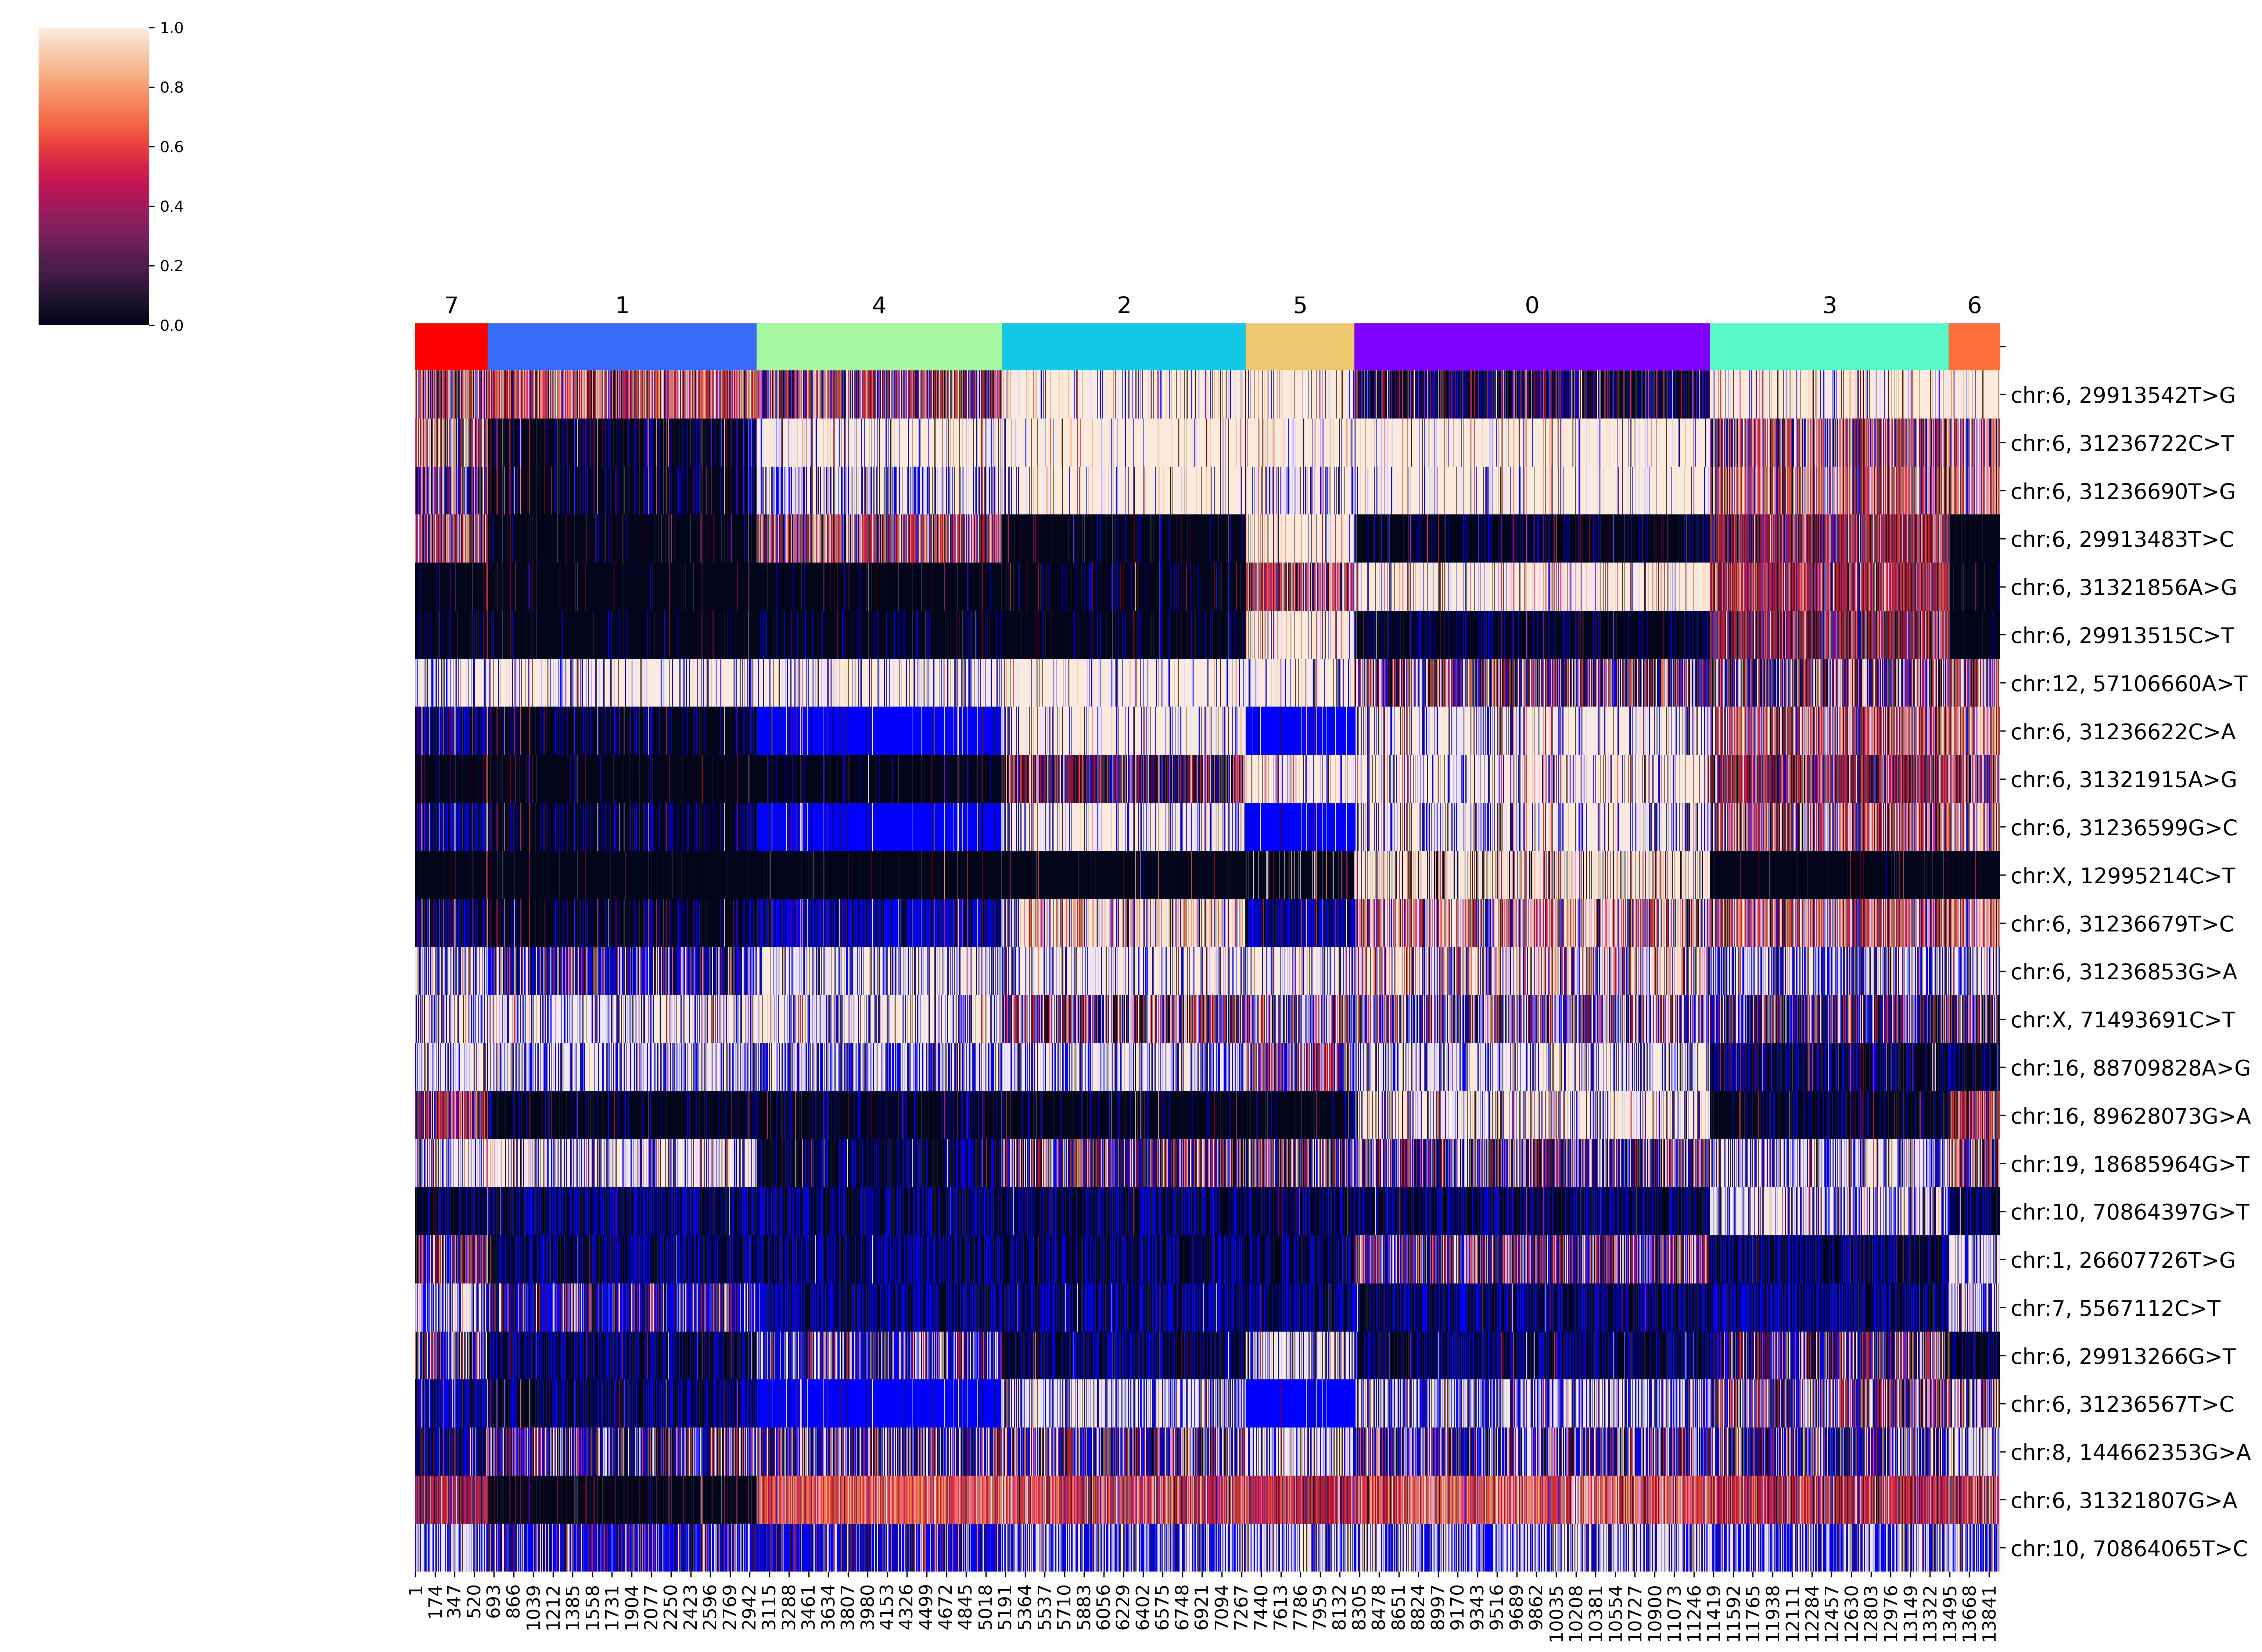 1.0
0.8
0.6
0.4
0.2
0.0
7 1 4 2 5 0 3 6
chr:6, 29913542T>G
chr:6, 31236722C>T
chr:6, 31236690T>G
chr:6, 29913483T>C
chr:6, 31321856A>G
chr:6, 29913515C>T
chr:12, 57106660A>T
chr:6, 31236622C>A
chr:6, 31321915A>G
chr:6, 31236599G>C
chr:X, 12995214C>T
chr:6, 31236679T>C
chr:6, 31236853G>A
chr:X, 71493691C>T
chr:16, 88709828A>G
chr:16, 89628073G>A
chr:19, 18685964G>T
chr:10, 70864397G>T
chr:1, 26607726T>G
chr:7, 5567112C>T
chr:6, 29913266G>T
chr:6, 31236567T>C
chr:8, 144662353G>A
chr:6, 31321807G>A
chr:10, 70864065T>C
1 174 347 520 693 866 1039 1212 1385 1558 1731 1904 2077 2250 2423 2596 2769 2942 3115 3288 3461 3634 3807 3980 4153 4326 4499 4672 4845 5018 5191 5364 5537 5710 5883 6056 6229 6402 6575 6748 6921 7094 7267 7440 7613 7786 7959 8132 8305 8478 8651 8824 8997 9170 9343 9516 9689 9862 10035 10208 10381 10554 10727 10900 11073 11246 11419 11592 11765 11938 12111 12284 12457 12630 12803 12976 13149 13322 13495 13668 13841